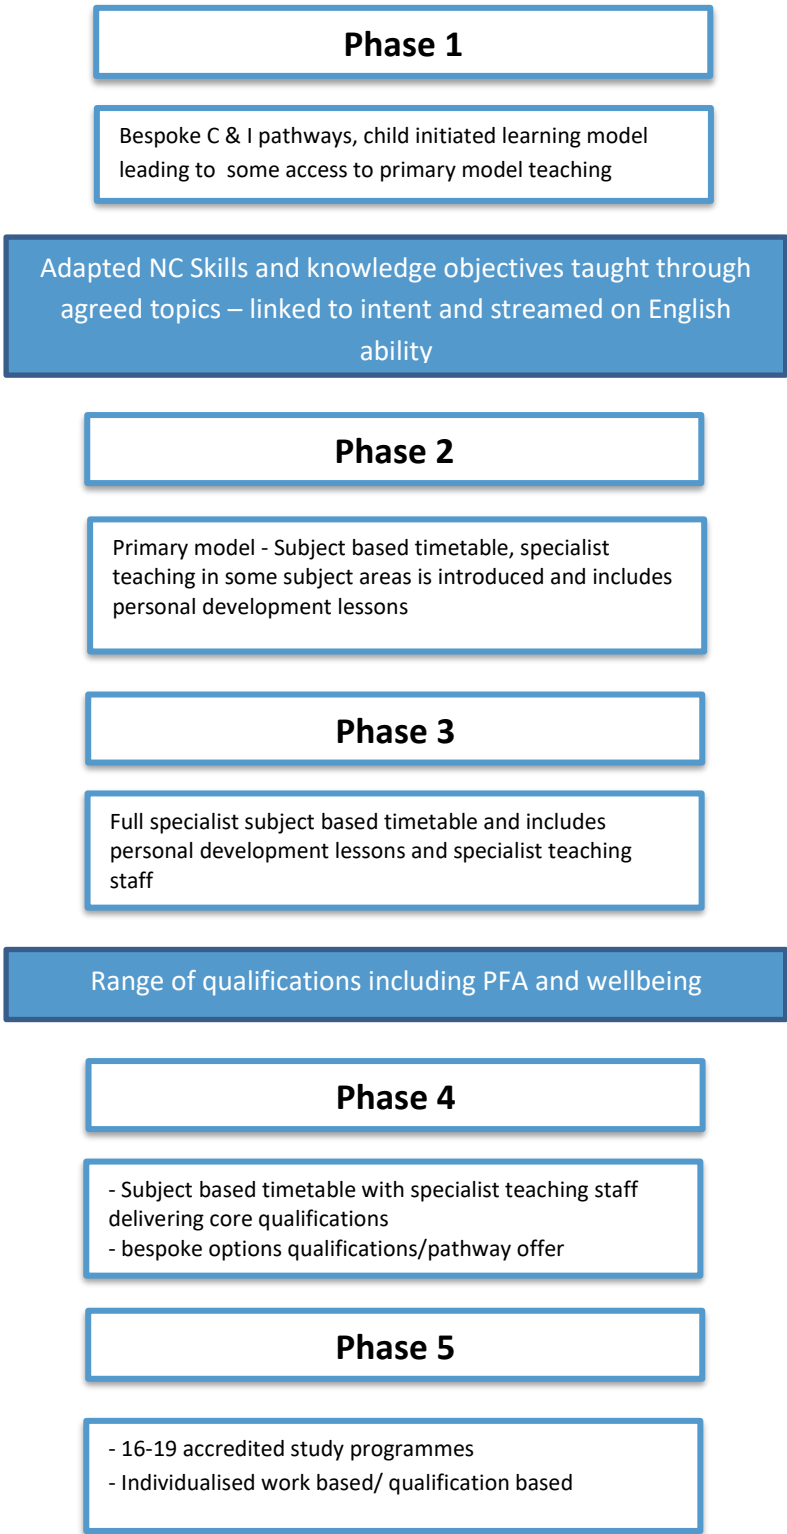 Phase 1
Bespoke C & I pathways, child initiated learning model
leading to  some access to primary model teaching
Adapted NC Skills and knowledge objectives taught through
agreed topics – linked to intent and streamed on English
ability
Phase 2
Primary model - Subject based timetable, specialist
teaching in some subject areas is introduced and includes
personal development lessons
Phase 3
Full specialist subject based timetable and includes
personal development lessons and specialist teaching
staff
Range of qualifications including PFA and wellbeing
Phase 4
- Subject based timetable with specialist teaching staff
delivering core qualifications
- bespoke options qualifications/pathway offer
Phase 5
- 16-19 accredited study programmes
- Individualised work based/ qualification based